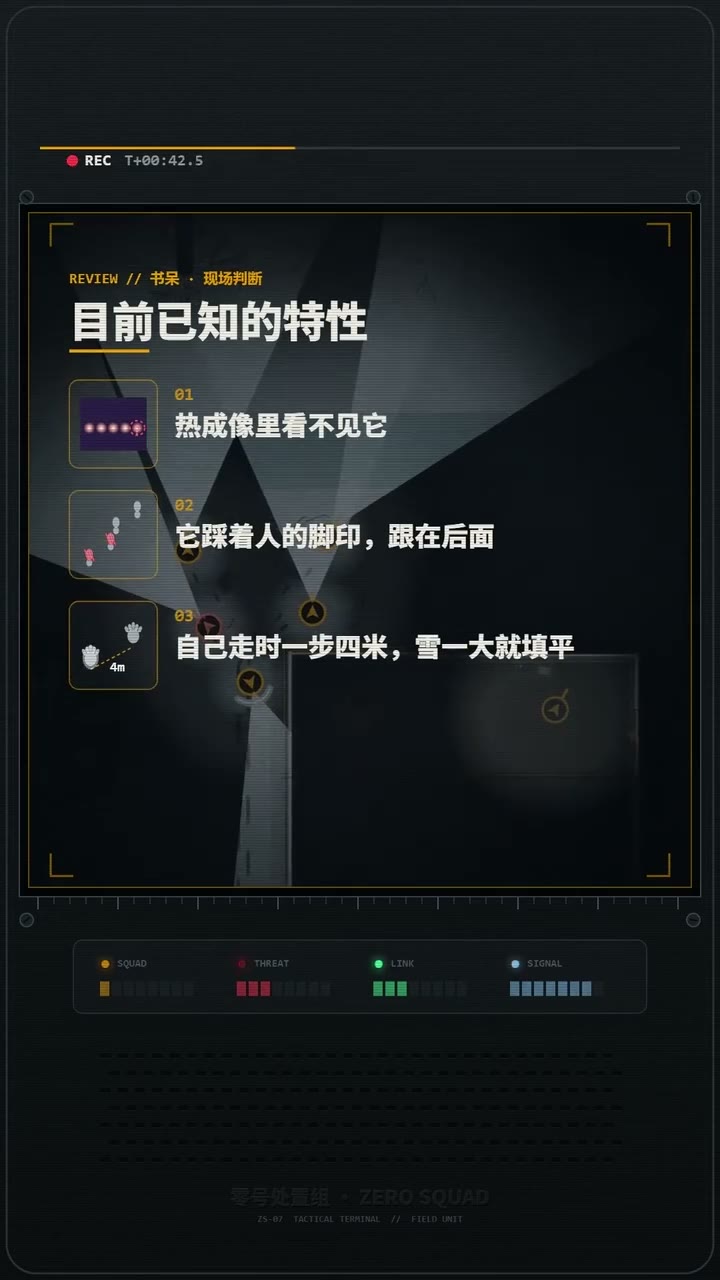 REC T+00:42.5
REVIEW // 书呆 · 现场判断
目前已知的特性
01
热成像里看不见它
02
它踩着人的脚印，跟在后面
03
自己走时一步四米，雪一大就填平
4m
SQUAD THREAT LINK SIGNAL
零号处置组 · ZERO SQUAD
ZS-07 TACTICAL TERMINAL // FIELD UNIT